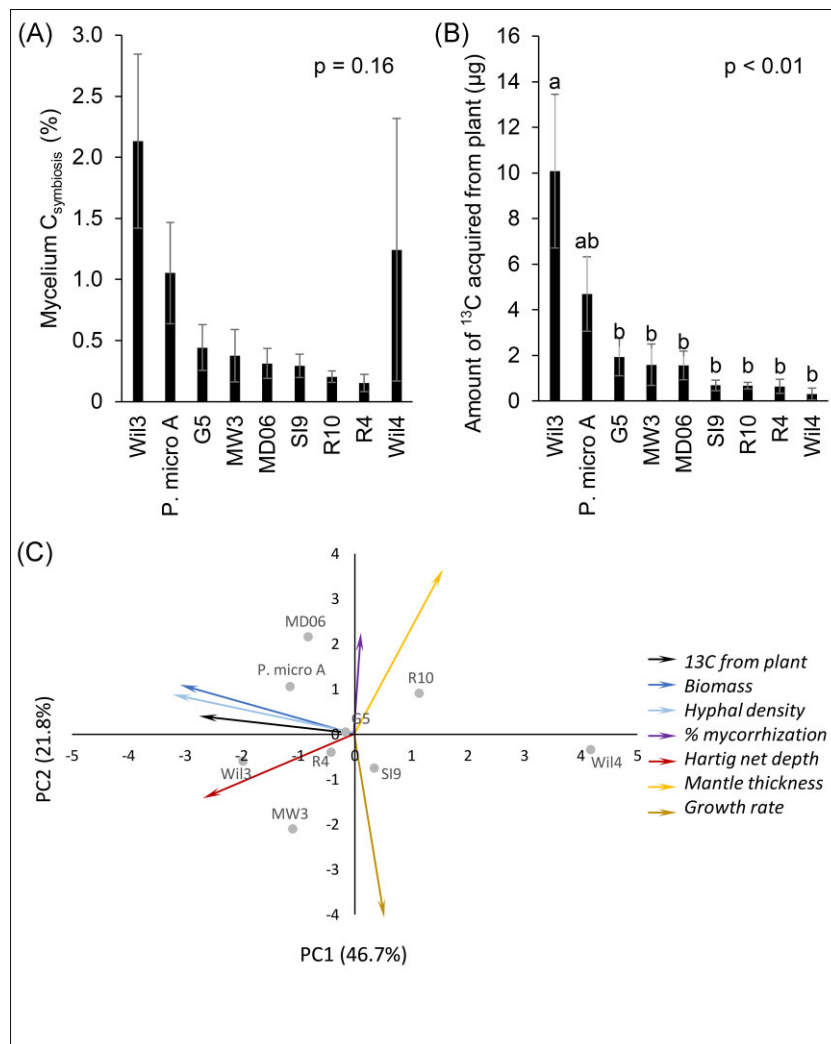 (A)
p = 0.16
Mycelium C_symbiosis (%)
3.0
2.5
2.0
1.5
1.0
0.5
0
Wil3
P. micro A
G5
MW3
MD06
SI9
R10
R4
Wil4
(B)
p < 0.01
Amount of ¹³C acquired from plant (µg)
16
14
12
10
8
6
4
2
0
a
ab
b
b
b
b
b
b
b
Wil3
P. micro A
G5
MW3
MD06
SI9
R10
R4
Wil4
(C)
4
3
2
1
0
-1
-2
-3
-4
-5
-4
-3
-2
-1
0
1
2
3
4
5
PC2 (21.8%)
PC1 (46.7%)
MD06
P. micro A
R10
G5
Wil3
R4
SI9
Wil4
MW3
13C from plant
Biomass
Hyphal density
% mycorrhization
Hartig net depth
Mantle thickness
Growth rate